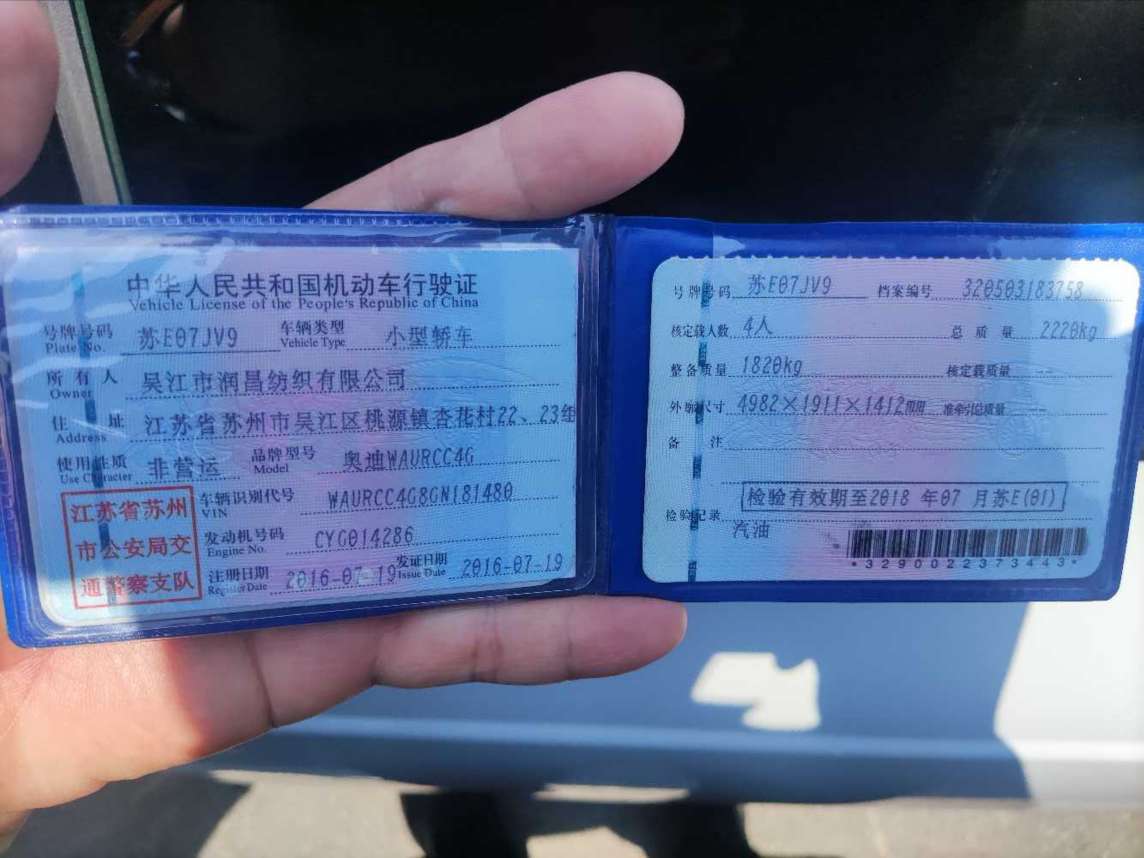 中华人民共和国机动车行驶证
Vehicle License of the People's Republic of China
号牌号码 苏E07JV9 车辆类型 小型轿车
Plate No. Vehicle Type
所有人 吴江市润昌纺织有限公司
Owner
住址 江苏省苏州市吴江区桃源镇杏花村22、23组
Address
使用性质 非营运 品牌型号 奥迪WAURCC4G
Use Character Model
江苏省苏州
市公安局交
通警察支队
车辆识别代号 WAURCC4G8GN181480
VIN
发动机号码 CYG014286
Engine No.
注册日期 2016-07-19 发证日期 2016-07-19
Register Date Issue Date
号牌号码 苏E07JV9 档案编号 320503183758
核定载人数 4人 总质量 2220kg
整备质量 1820kg 核定载质量 --
外廓尺寸 4982×1911×1412mm 准牵引总质量 --
备注
检验有效期至2018 年07 月苏E(01)
检验记录
汽油
*3290022373443*